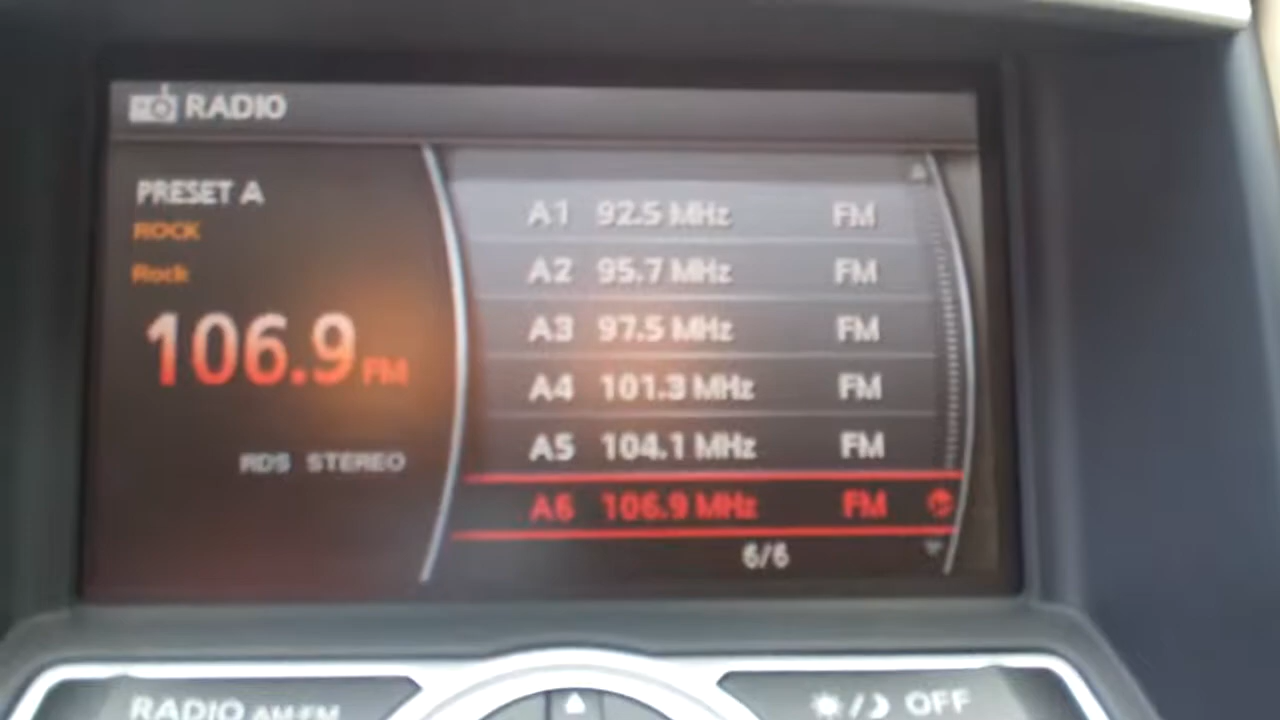 RADIO
PRESET A
ROCK
Rock
106.9 FM
RDS STEREO
A1 92.5 MHz FM
A2 95.7 MHz FM
A3 97.5 MHz FM
A4 101.3 MHz FM
A5 104.1 MHz FM
A6 106.9 MHz FM
6/6
RADIO AM·FM
/ OFF